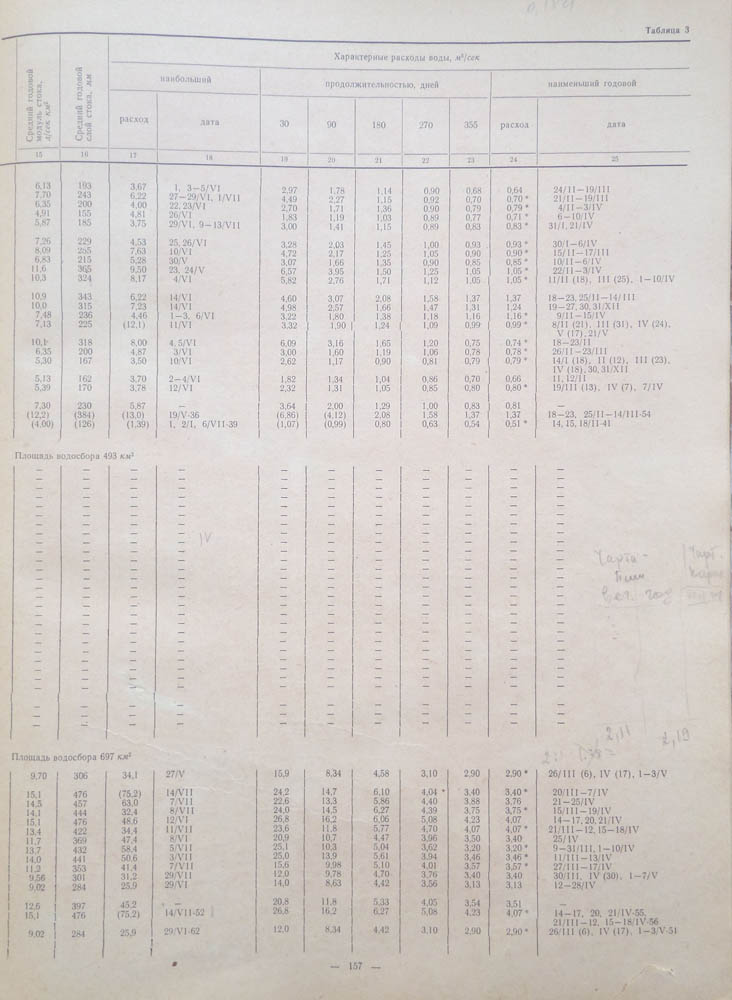 Таблица 3
Характерные расходы воды, м³/сек
Средний годовой модуль стока, л/сек км²
Средний годовой слой стока, мм
наибольший
продолжительностью, дней
наименьший годовой
расход дата 30 90 180 270 355 расход дата
15 16 17 18 19 20 21 22 23 24 25
6,13 193 3,67 1, 3—5/VI 2,97 1,78 1,14 0,90 0,68 0,64 24/II—19/III
7,70 243 6,22 27—29/VI, 1/VII 4,49 2,27 1,15 0,92 0,70 0,70 * 21/II—19/III
6,35 200 4,00 22, 23/VI 2,70 1,71 1,36 0,90 0,79 0,79 * 4/II—3/IV
4,91 155 4,81 26/VI 1,83 1,19 1,03 0,89 0,77 0,71 * 6—10/IV
5,87 185 3,75 29/VI, 9—13/VII 3,00 1,41 1,15 0,89 0,83 0,83 * 31/I, 21/IV
7,26 229 4,53 25, 26/VI 3,28 2,03 1,45 1,00 0,93 0,93 * 30/I—6/IV
8,09 255 7,63 10/VI 4,72 2,17 1,25 1,05 0,90 0,90 * 15/II—17/III
6,83 215 5,28 30/V 3,07 1,66 1,35 0,90 0,85 0,85 * 10/II—6/IV
11,6 365 9,50 23, 24/V 6,57 3,95 1,50 1,25 1,05 1,05 * 22/II—3/IV
10,3 324 8,17 4/VI 5,82 2,76 1,71 1,12 1,05 1,05 * 11/II (18), III (25), 1—10/IV
10,9 343 6,22 14/VI 4,60 3,07 2,08 1,58 1,37 1,37 18—23, 25/II—14/III
10,0 315 7,23 14/VI 4,98 2,57 1,66 1,47 1,31 1,24 19—27, 30, 31/XII
7,48 236 4,46 1—3, 6/VI 3,22 1,80 1,38 1,18 1,16 1,16 * 9/II—15/IV
7,13 225 (12,1) 11/VI 3,32 1,90 1,24 1,09 0,99 0,99 * 8/II (21), III (31), IV (24),
V (17), 21/V
10,1 318 8,00 4, 5/VI 6,09 3,16 1,65 1,20 0,75 0,74 * 18—23/II
6,35 200 4,87 3/VI 3,00 1,60 1,19 1,06 0,78 0,78 * 26/II—23/III
5,30 167 3,50 10/VI 2,62 1,17 0,90 0,81 0,79 0,79 * 14/I (18), II (12), III (23),
IV (18), 30, 31/XII
5,13 162 3,70 2—4/VI 1,82 1,34 1,04 0,86 0,70 0,66 11, 12/II
5,39 170 3,78 12/VI 2,32 1,31 1,05 0,85 0,80 0,80 * 19/III (13), IV (7), 7/IV
7,30 230 5,87 — 3,64 2,00 1,29 1,00 0,83 0,81 —
(12,2) (384) (13,0) 19/V-36 (6,86) (4,12) 2,08 1,58 1,37 1,37 18—23, 25/II—14/III-54
(4,00) (126) (1,39) 1, 2/I, 6/VII-39 (1,07) (0,99) 0,80 0,63 0,54 0,51 * 14, 15, 18/II-41
Площадь водосбора 493 км²
IV
Чарта-
вег. год
2,11
2,19
Площадь водосбора 697 км²
9,70 306 34,1 27/V 15,9 8,34 4,58 3,10 2,90 2,90 * 26/III (6), IV (17), 1—3/V
15,1 476 (75,2) 14/VII 24,2 14,7 6,10 4,04 * 3,40 3,40 * 20/III—7/IV
14,5 457 63,0 7/VII 22,6 13,3 5,86 4,40 3,88 3,76 21—25/IV
14,1 444 32,4 8/VII 24,0 14,5 6,27 4,39 3,75 3,75 * 15/III—19/IV
15,1 476 48,6 12/VI 26,8 16,2 6,06 5,08 4,23 4,07 14—17, 20, 21/IV
13,4 422 34,4 11/VII 23,6 11,8 5,77 4,70 4,07 4,07 * 21/III—12, 15—18/IV
11,7 369 47,4 8/VI 20,9 10,7 4,47 3,96 3,50 3,40 25/IV
13,7 432 58,4 5/VII 25,1 10,3 5,04 3,62 3,20 3,20 * 9—31/III, 1—10/IV
14,0 441 50,6 3/VII 25,0 13,9 5,61 3,94 3,46 3,46 * 11/III—13/IV
11,2 353 41,4 7/VII 15,6 9,98 5,10 4,01 3,57 3,57 * 27/III—17/IV
9,56 301 31,2 29/VII 12,0 9,78 4,70 3,76 3,40 3,40 30/III, IV (30), 1—7/V
9,02 284 25,9 29/VI 14,0 8,63 4,42 3,56 3,13 3,13 12—28/IV
12,6 397 45,2 — 20,8 11,8 5,33 4,05 3,54 3,51 —
15,1 476 (75,2) 14/VII-52 26,8 16,2 6,27 5,08 4,23 4,07 * 14—17, 20, 21/IV-55,
21/III—12, 15—18/IV-56
9,02 284 25,9 29/VI-62 12,0 8,34 4,42 3,10 2,90 2,90 * 26/III (6), IV (17), 1—3/V-51
— 157 —